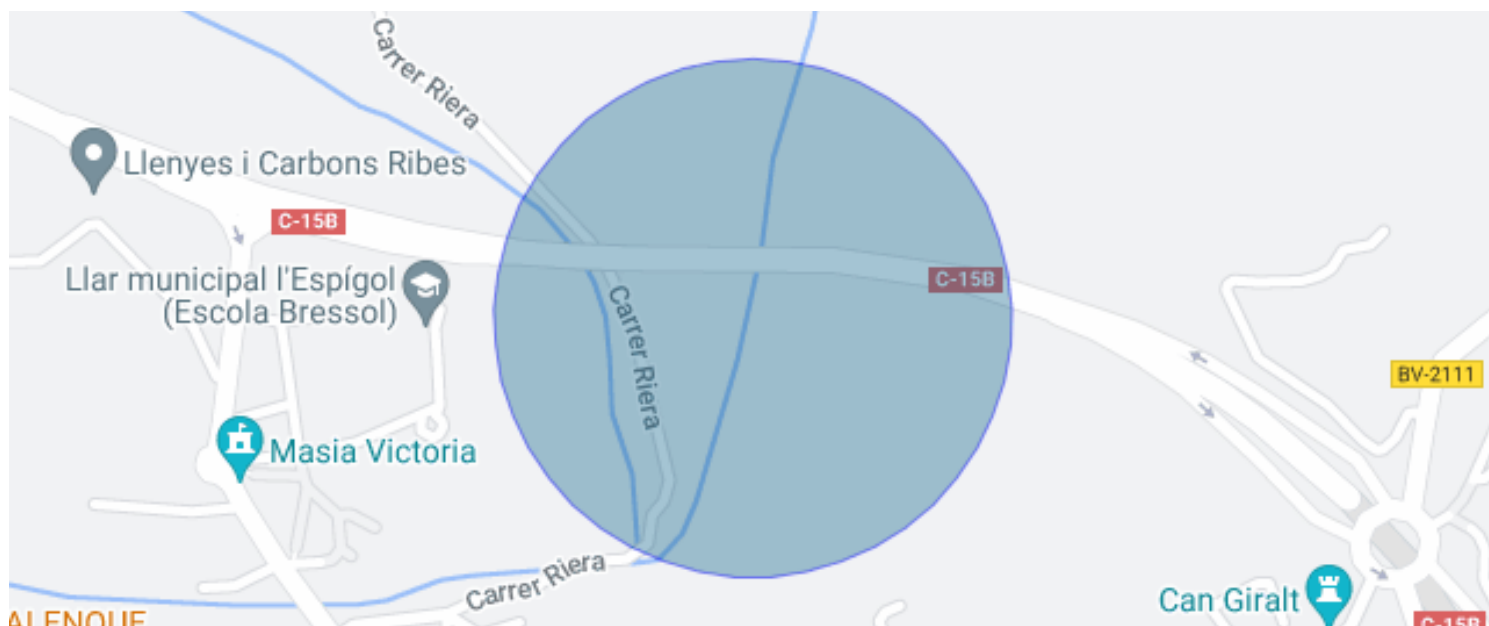 Carrer Riera
Llenyes i Carbons Ribes
C-15B
Llar municipal l'Espígol
(Escola Bressol)
C-15B
Carrer Riera
BV-2111
Masia Victoria
Carrer Riera
Can Giralt
ALENQUE
C-15B